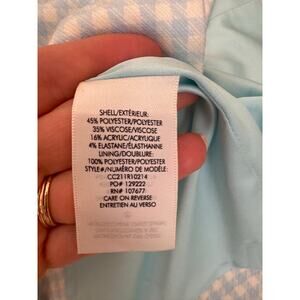 SHELL/EXTÉRIEUR:
45% POLYESTER/POLYESTER
35% VISCOSE/VISCOSE
16% ACRYLIC/ACRYLIQUE
4% ELASTANE/ÉLASTHANNE
LINING/DOUBLURE:
100% POLYESTER/POLYESTER
STYLE#/NUMÉRO DE MODÈLE:
CC211R10214
PO# 129222
RN# 107677
CARE ON REVERSE
ENTRETIEN AU VERSO